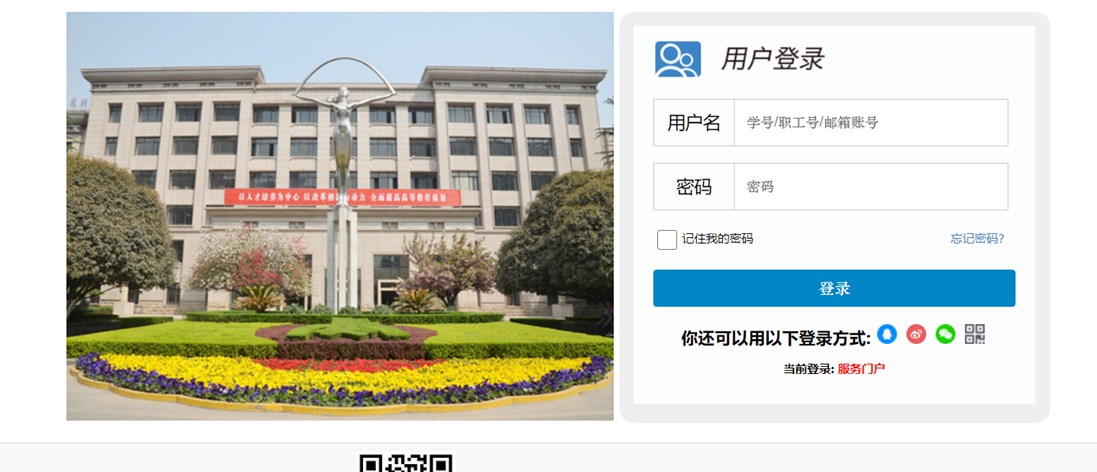 以人才培养为中心 以改革创新为动力 全面提高高等教育质量
用户登录
用户名 学号/职工号/邮箱账号
密码 密码
记住我的密码 忘记密码?
登录
你还可以用以下登录方式:
当前登录: 服务门户